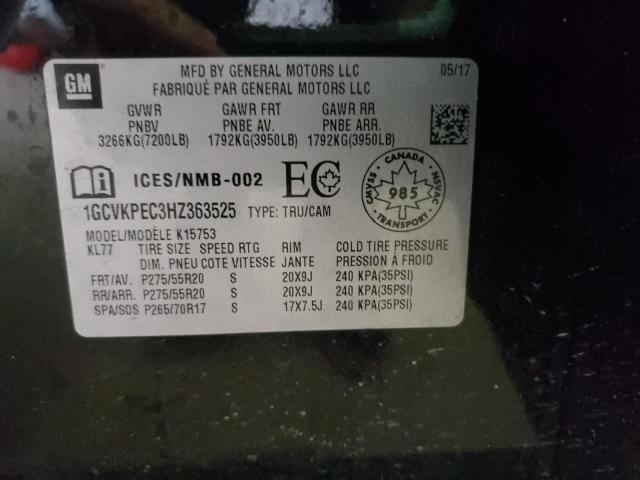 GM
MFD BY GENERAL MOTORS LLC 05/17
FABRIQUÉ PAR GENERAL MOTORS LLC
GVWR GAWR FRT GAWR RR
PNBV PNBE AV. PNBE ARR.
3266KG(7200LB) 1792KG(3950LB) 1792KG(3950LB)
i ICES/NMB-002 EC
CANADA
CMVSS 985 NSVAC
TRANSPORT
1GCVKPEC3HZ363525 TYPE: TRU/CAM
MODEL/MODÈLE K15753
KL77 TIRE SIZE SPEED RTG RIM COLD TIRE PRESSURE
DIM. PNEU COTE VITESSE JANTE PRESSION À FROID
FRT/AV. P275/55R20 S 20X9J 240 KPA(35PSI)
RR/ARR. P275/55R20 S 20X9J 240 KPA(35PSI)
SPA/SOS P265/70R17 S 17X7.5J 240 KPA(35PSI)